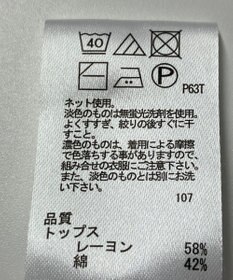 40
P
P63T
ネット使用。
淡色のものは無蛍光洗剤を使用。
よくすすぎ、絞りの後すぐに干
すこと。
濃色のものは、着用による摩擦
で色落ちする事がありますので、
組み合せの衣服にご注意下さい。
また、淡色のものとは別にお洗
い下さい。
107
品質
トップス
レーヨン 58%
綿 42%